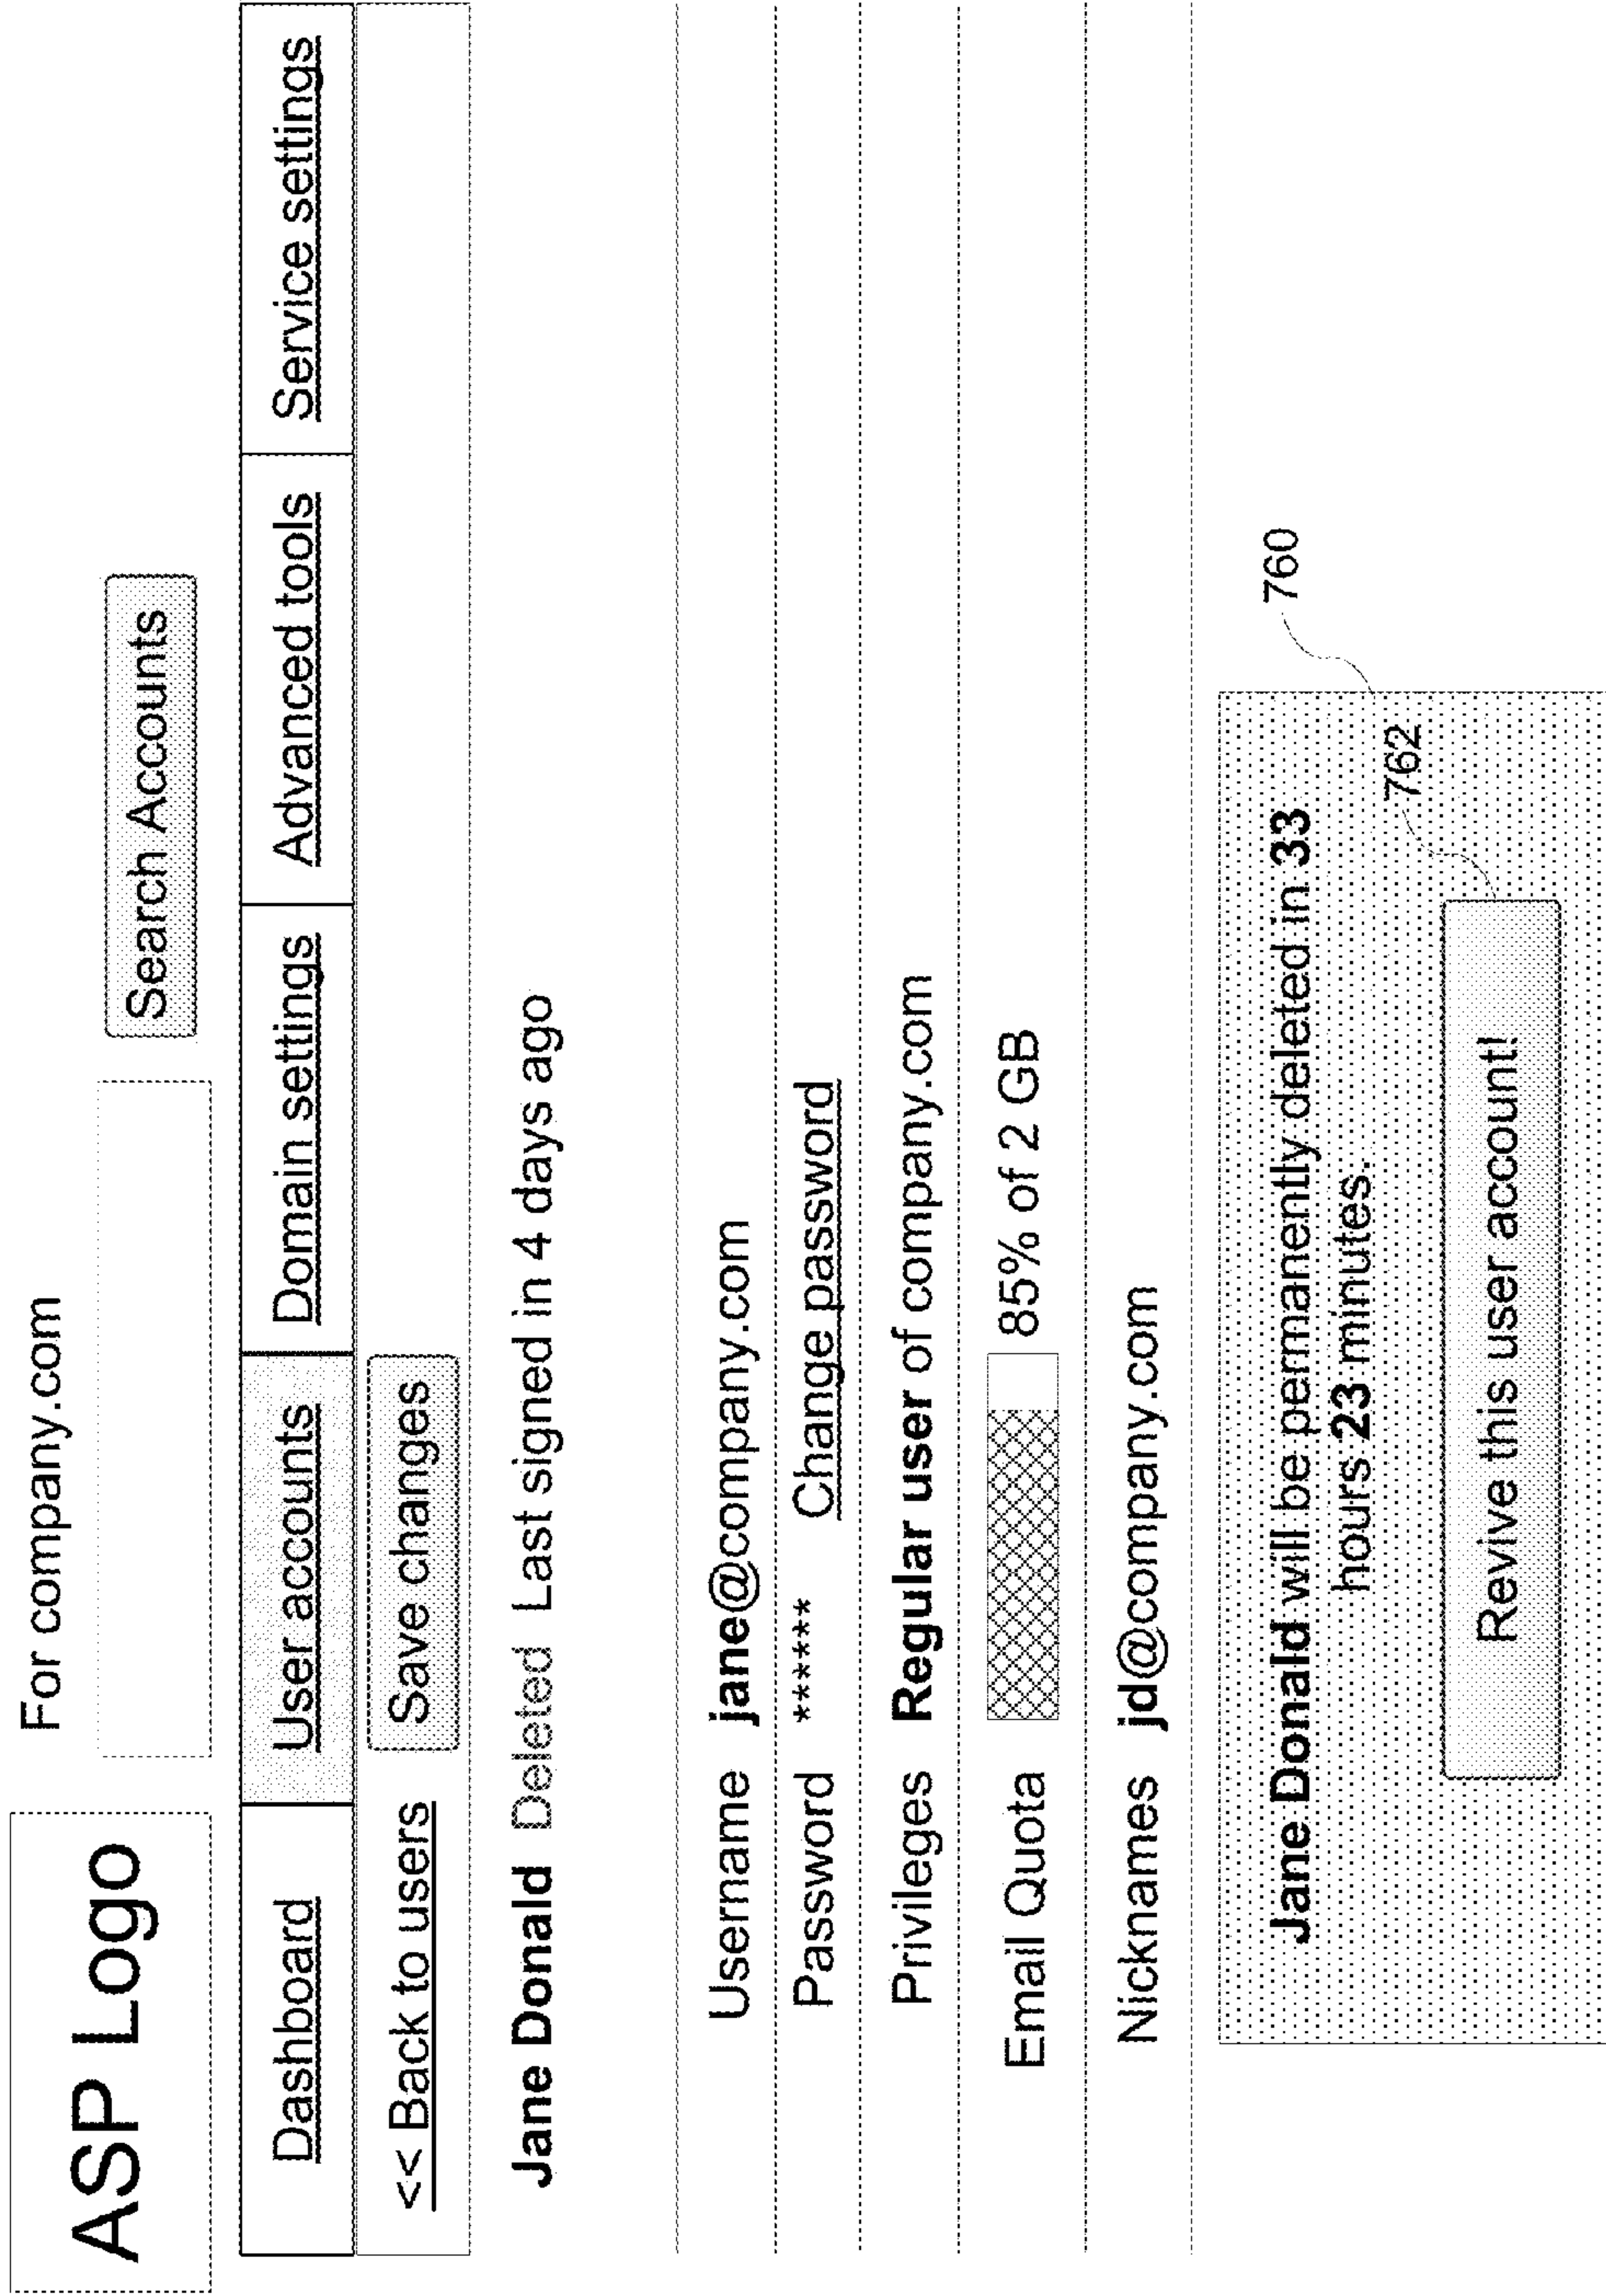 ASP Logo
For company.com
Search Accounts
Dashboard User accounts Domain settings Advanced tools Service settings
<< Back to users Save changes
Jane Donald Deleted Last signed in 4 days ago
Username jane@company.com
Password ****** Change password
Privileges Regular user of company.com
Email Quota 85% of 2 GB
Nicknames jd@company.com
760
Jane Donald will be permanently deleted in 33
hours 23 minutes.
762
Revive this user account!